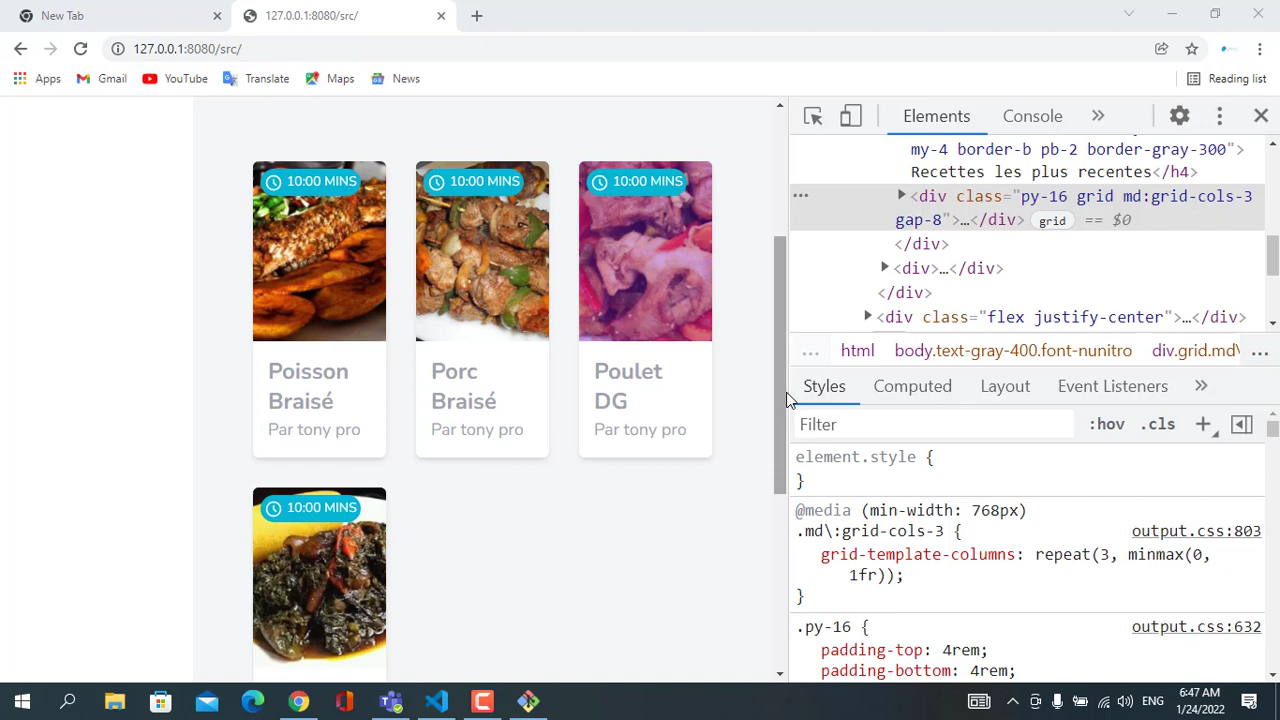 New Tab
127.0.0.1:8080/src/
127.0.0.1:8080/src/
Apps Gmail YouTube Translate Maps News Reading list
10:00 MINS 10:00 MINS 10:00 MINS
Poisson Braisé
Par tony pro
Porc Braisé
Par tony pro
Poulet DG
Par tony pro
10:00 MINS
Elements Console
my-4 border-b pb-2 border-gray-300">
Recettes les plus recentes</h4>
<div class="py-16 grid md:grid-cols-3
gap-8">…</div> grid == $0
</div>
<div>…</div>
</div>
<div class="flex justify-center">…</div>
… html body.text-gray-400.font-nunitro div.grid.md\ …
Styles Computed Layout Event Listeners
Filter :hov .cls
element.style {
}
@media (min-width: 768px)
.md\:grid-cols-3 { output.css:803
grid-template-columns: repeat(3, minmax(0,
1fr));
}
.py-16 { output.css:632
padding-top: 4rem;
padding-bottom: 4rem;
ENG
6:47 AM
1/24/2022